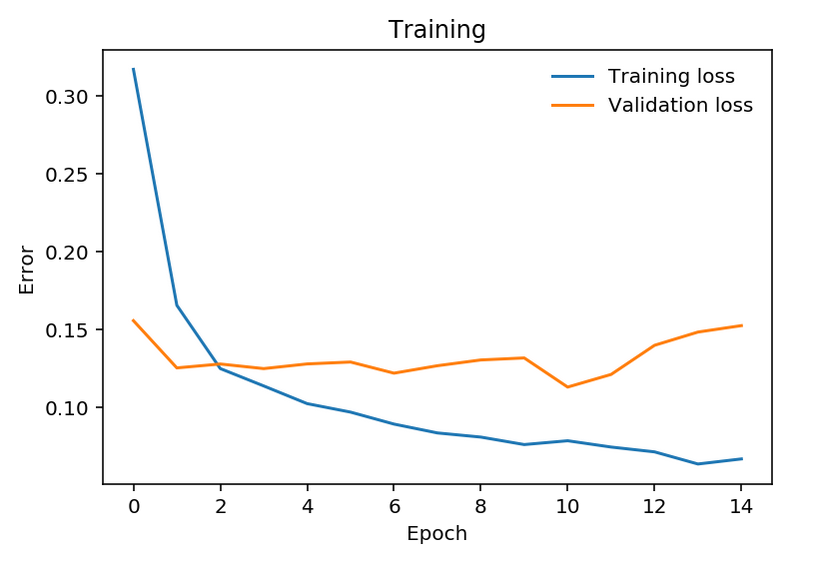 Training
Training loss
Validation loss
0.30
0.25
0.20
0.15
0.10
Error
0 2 4 6 8 10 12 14
Epoch